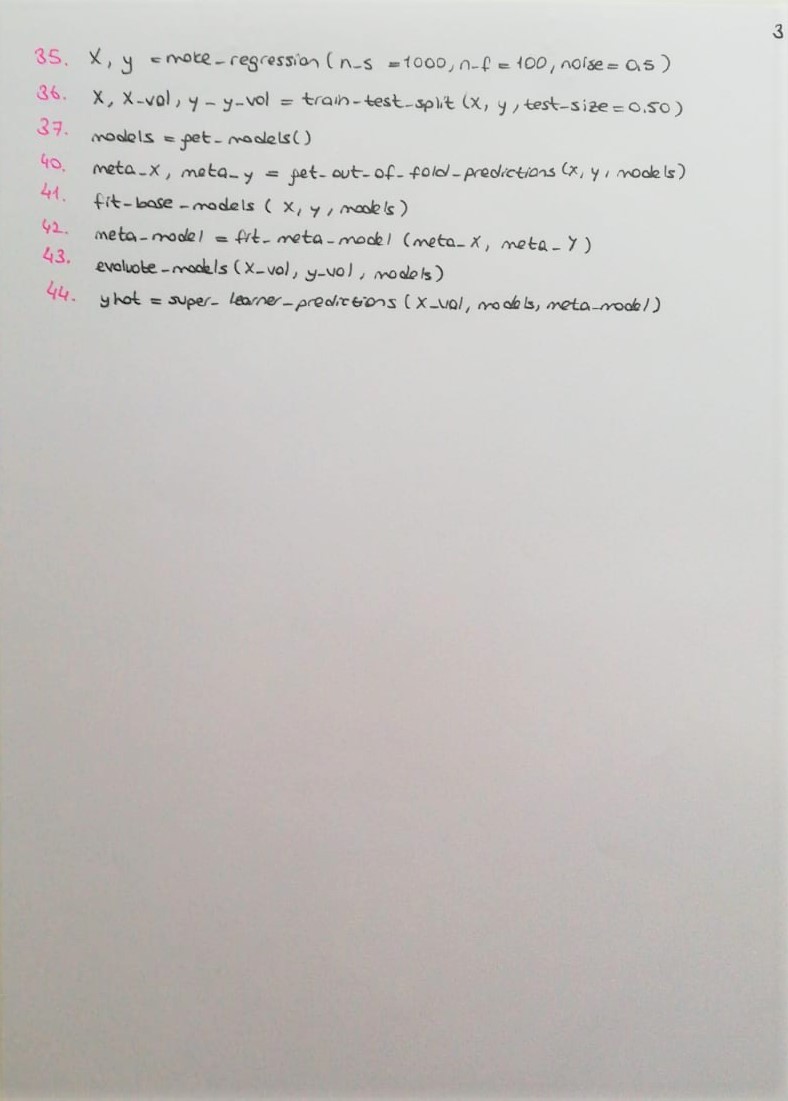 3
35. X, y = make_regression(n_s = 1000, n_f = 100, noise = 0.5)
36. X, X_val, y - y_val = train_test_split (X, y, test_size = 0.50)
37. models = get_models()
40. meta_X, meta_y = get_out_of_fold_predictions (X, y, models)
41. fit_base_models (X, y, models)
42. meta_model = fit_meta_model (meta_X, meta_Y)
43. evaluate_models (X_val, y_val, models)
44. yhat = super_learner_predictions (X_val, models, meta_model)